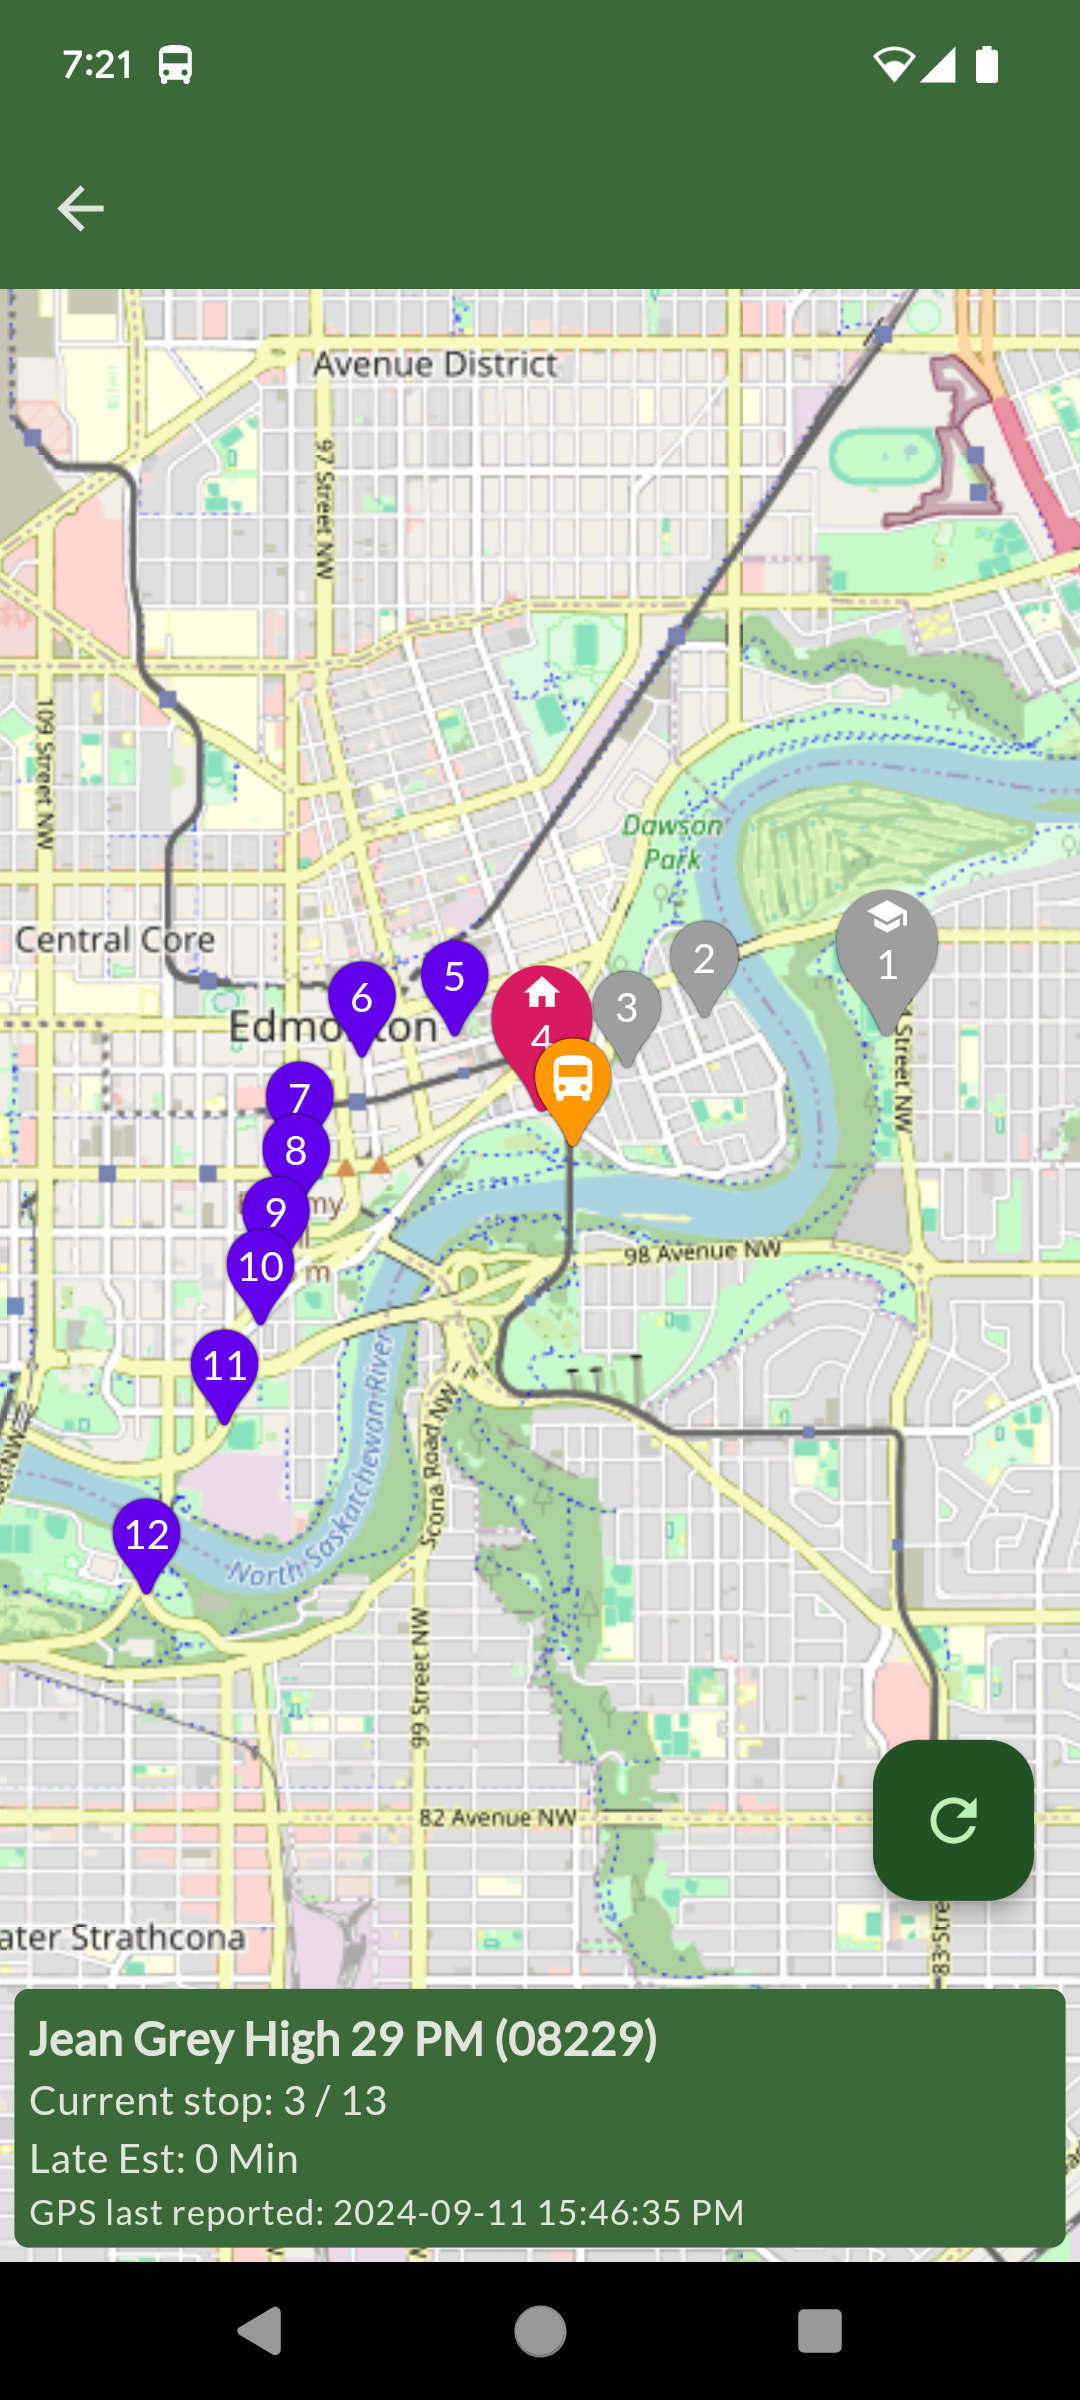 7:21
Avenue District
97 Street NW
109 Street NW
Dawson
Park
Central Core
1
2
3
4
5
6
Edmonton
7
8
9
10
11
12
Street NW
98 Avenue NW
North Saskatchewan River
Scona Road NW
99 Street NW
82 Avenue NW
ater Strathcona
83 Stre
Jean Grey High 29 PM (08229)
Current stop: 3 / 13
Late Est: 0 Min
GPS last reported: 2024-09-11 15:46:35 PM